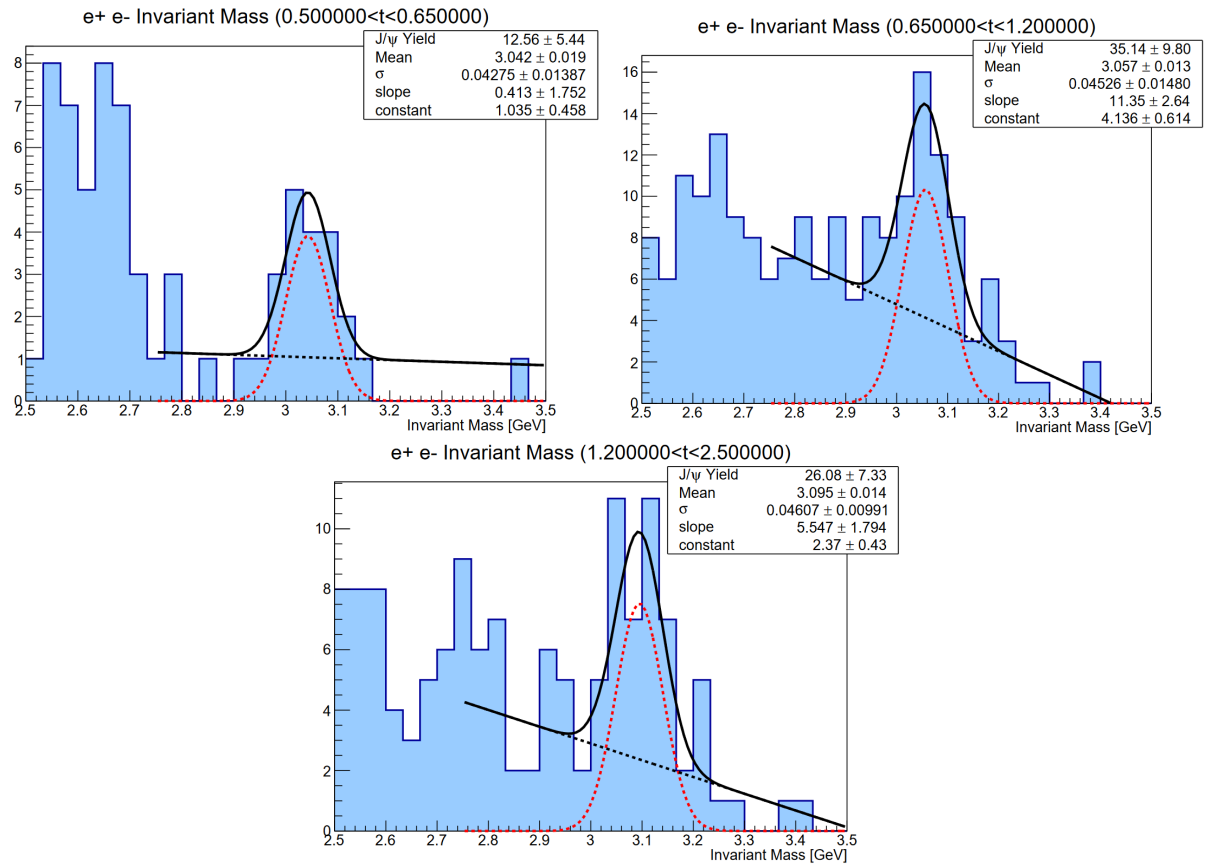 e+ e- Invariant Mass (0.500000<t<0.650000)
J/ψ Yield 12.56 ± 5.44
Mean 3.042 ± 0.019
σ 0.04275 ± 0.01387
slope 0.413 ± 1.752
constant 1.035 ± 0.458
8
7
6
5
4
3
2
1
0
2.5 2.6 2.7 2.8 2.9 3 3.1 3.2 3.3 3.4 3.5
Invariant Mass [GeV]
e+ e- Invariant Mass (0.650000<t<1.200000)
J/ψ Yield 35.14 ± 9.80
Mean 3.057 ± 0.013
σ 0.04526 ± 0.01480
slope 11.35 ± 2.64
constant 4.136 ± 0.614
16
14
12
10
8
6
4
2
0
2.5 2.6 2.7 2.8 2.9 3 3.1 3.2 3.3 3.4 3.5
Invariant Mass [GeV]
e+ e- Invariant Mass (1.200000<t<2.500000)
J/ψ Yield 26.08 ± 7.33
Mean 3.095 ± 0.014
σ 0.04607 ± 0.00991
slope 5.547 ± 1.794
constant 2.37 ± 0.43
10
8
6
4
2
0
2.5 2.6 2.7 2.8 2.9 3 3.1 3.2 3.3 3.4 3.5
Invariant Mass [GeV]